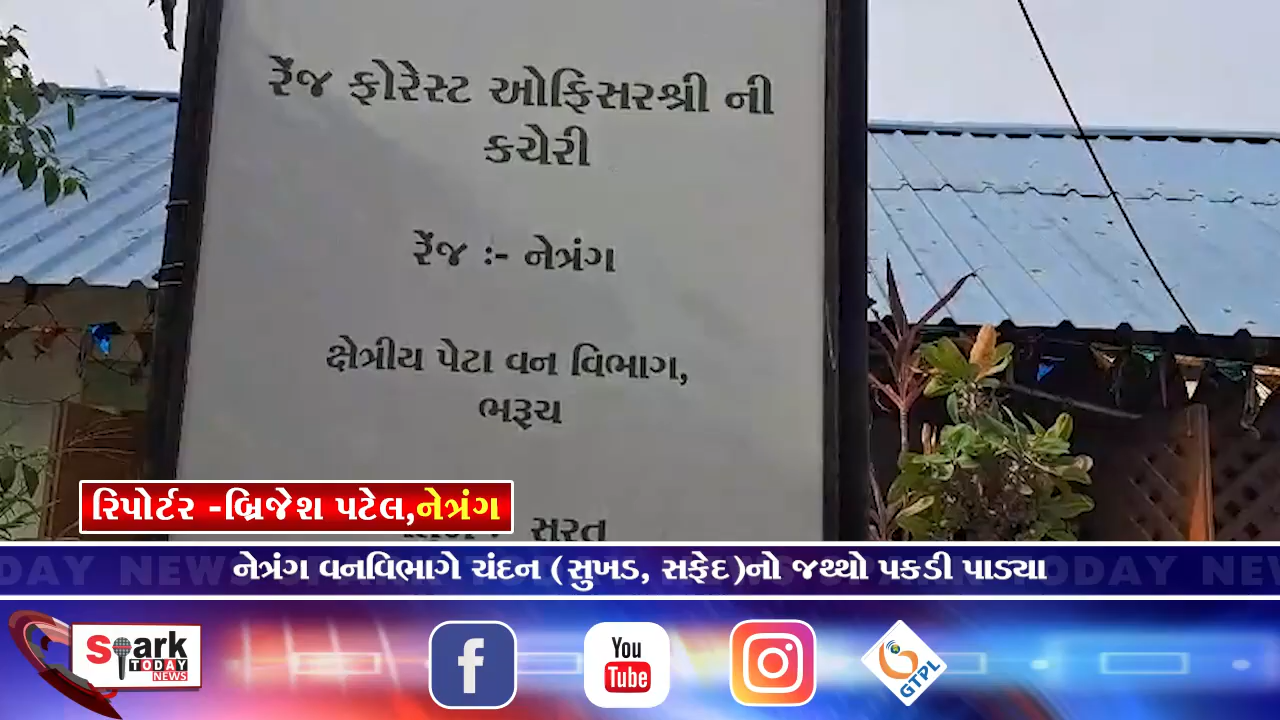 રેંજ ફોરેસ્ટ ઓફિસરશ્રી ની
કચેરી
રેંજ :- નેત્રંગ
ક્ષેત્રીય પેટા વન વિભાગ,
ભરૂચ
સુરત
રિપોર્ટર -બ્રિજેશ પટેલ,નેત્રંગ
નેત્રંગ વનવિભાગે ચંદન (સુખડ, સફેદ)નો જથ્થો પકડી પાડ્યા
Spark
TODAY
NEWS
You
Tube
GTPL